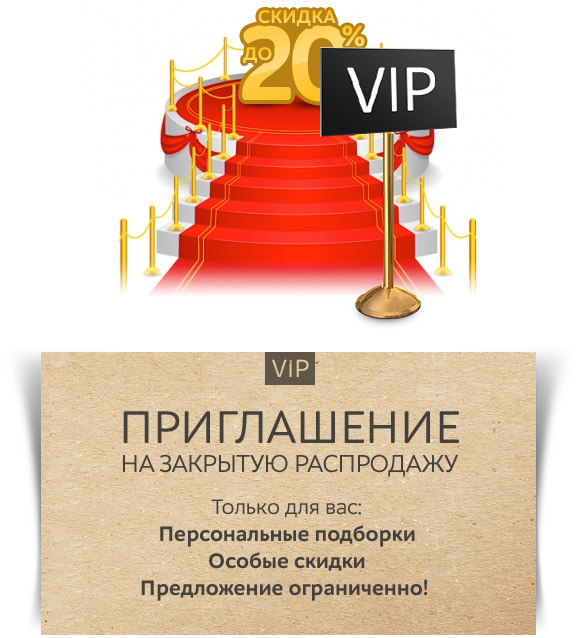 СКИДКА
ДО 20%
VIP
VIP
ПРИГЛАШЕНИЕ
НА ЗАКРЫТУЮ РАСПРОДАЖУ
Только для вас:
Персональные подборки
Особые скидки
Предложение ограниченно!